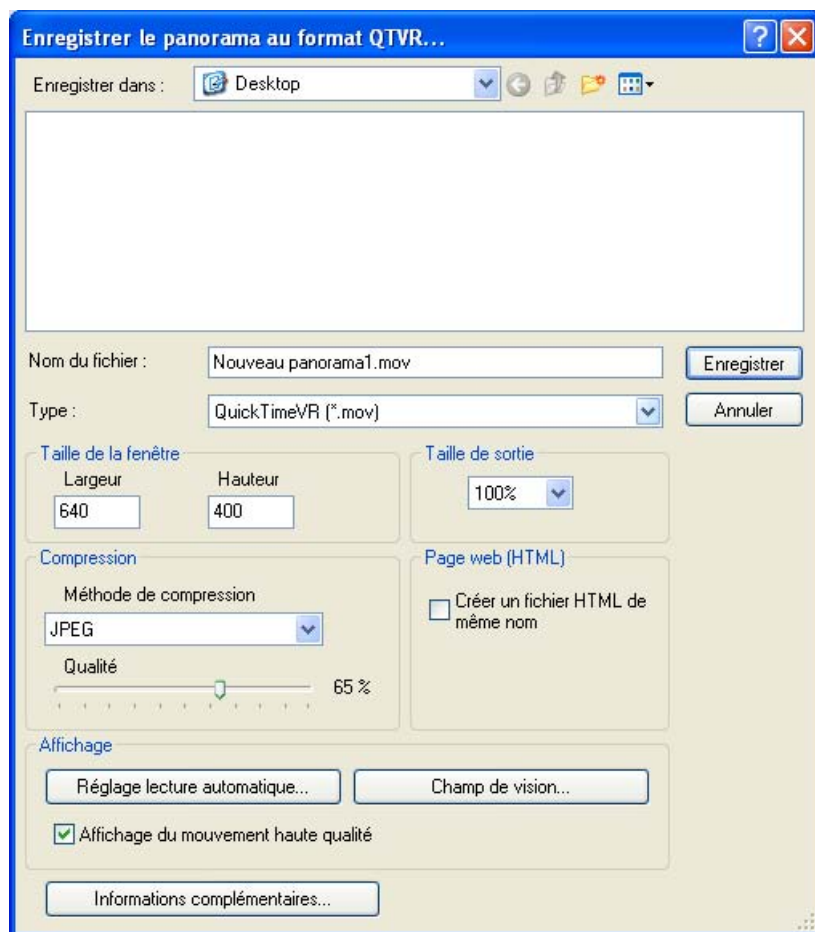 Enregistrer le panorama au format QTVR...
Enregistrer dans :
Desktop
Nom du fichier :
Nouveau panorama1.mov
Enregistrer
Type :
QuickTimeVR (*.mov)
Annuler
Taille de la fenêtre
Largeur
Hauteur
640
400
Taille de sortie
100%
Compression
Méthode de compression
JPEG
Qualité
65 %
Page web (HTML)
Créer un fichier HTML de
même nom
Affichage
Réglage lecture automatique...
Champ de vision...
Affichage du mouvement haute qualité
Informations complémentaires...